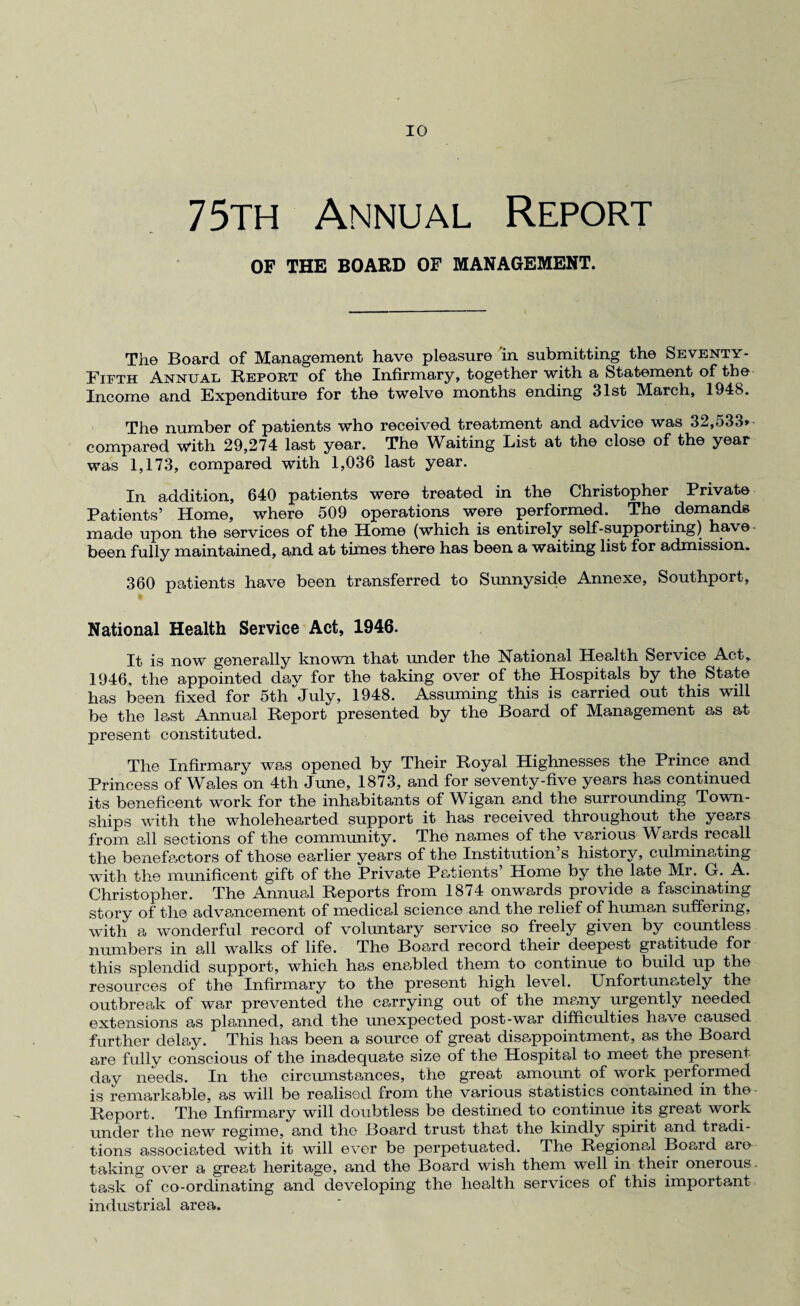 10
75TH ANNUAL REPORT
OF THE BOARD OF MANAGEMENT.
The Board of Management have pleasure in submitting the SEVENTY-
FIFTH ANNUAL REPORT of the Infirmary, together with a Statement of the
Income and Expenditure for the twelve months ending 31st March, 1948.
The number of patients who received treatment and advice was 32,533,
compared with 29,274 last year. The Waiting List at the close of the year
was 1,173, compared with 1,036 last year.
In addition, 640 patients were treated in the Christopher Private
Patients' Home, where 509 operations were performed. The demands
made upon the services of the Home (which is entirely self-supporting) have
been fully maintained, and at times there has been a waiting list for admission.
360 patients have been transferred to Sunnyside Annexe, Southport,
National Health Service Act, 1946.
It is now generally known that under the National Health Service Act,
1946, the appointed day for the taking over of the Hospitals by the State
has been fixed for 5th July, 1948. Assuming this is carried out this will
be the last Annual Report presented by the Board of Management as at
present constituted.
The Infirmary was opened by Their Royal Highnesses the Prince and
Princess of Wales on 4th June, 1873, and for seventy-five years has continued
its beneficent work for the inhabitants of Wigan and the surrounding Town-
ships with the wholehearted support it has received throughout the years
from all sections of the community. The names of the various Wards recall
the benefactors of those earlier years of the Institution's history, culminating
with the munificent gift of the Private Patients' Home by the late Mr. G. A.
Christopher. The Annual Reports from 1874 onwards provide a fascinating
story of the advancement of medical science and the relief of human suffering,
with a wonderful record of voluntary service so freely given by countless
numbers in all walks of life. The Board record their deepest gratitude for
this splendid support, which has enabled them to continue to build up the
resources of the Infirmary to the present high level. Unfortunately the
outbreak of war prevented the carrying out of the many urgently needed
extensions as planned, and the unexpected post-war difficulties have caused
further delay. This has been a source of great disappointment, as the Board
are fully conscious of the inadequate size of the Hospital to meet the present
day needs. In the circumstances, the great amount of work performed
is remarkable, as will be realised from the various statistics contained in the
Report. The Infirmary will doubtless be destined to continue its great work
under the new regime, and the Board trust that the kindly spirit and tradi-
tions associated with it will ever be perpetuated. The Regional Board are
taking over a great heritage, and the Board wish them well in their onerous
task of co-ordinating and developing the health services of this important
industrial area.